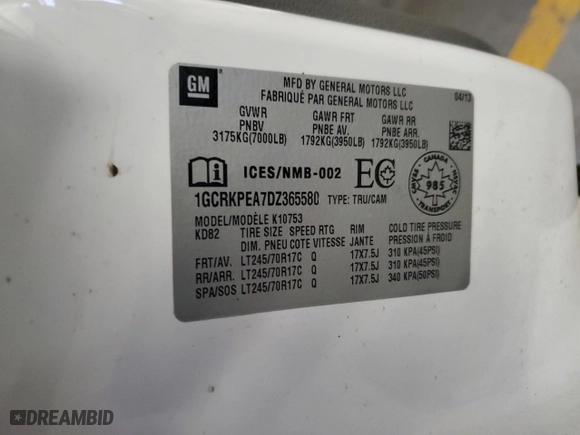 GM
MFD BY GENERAL MOTORS LLC
FABRIQUÉ PAR GENERAL MOTORS LLC
04/13
GVWR GAWR FRT GAWR RR
PNBV PNBE AV. PNBE ARR.
3175KG(7000LB) 1792KG(3950LB) 1792KG(3950LB)
ICES/NMB-002 EC
CANADA
CMVSS NSVAC
985
TRANSPORT
1GCRKPEA7DZ365580 TYPE: TRU/CAM
MODEL/MODÈLE K10753
KD82 TIRE SIZE SPEED RTG RIM COLD TIRE PRESSURE
DIM. PNEU COTE VITESSE JANTE PRESSION À FROID
FRT/AV. LT245/70R17C Q 17X7.5J 310 KPA(45PSI)
RR/ARR. LT245/70R17C Q 17X7.5J 310 KPA(45PSI)
SPA/SOS LT245/70R17C Q 17X7.5J 340 KPA(50PSI)
DREAMBID